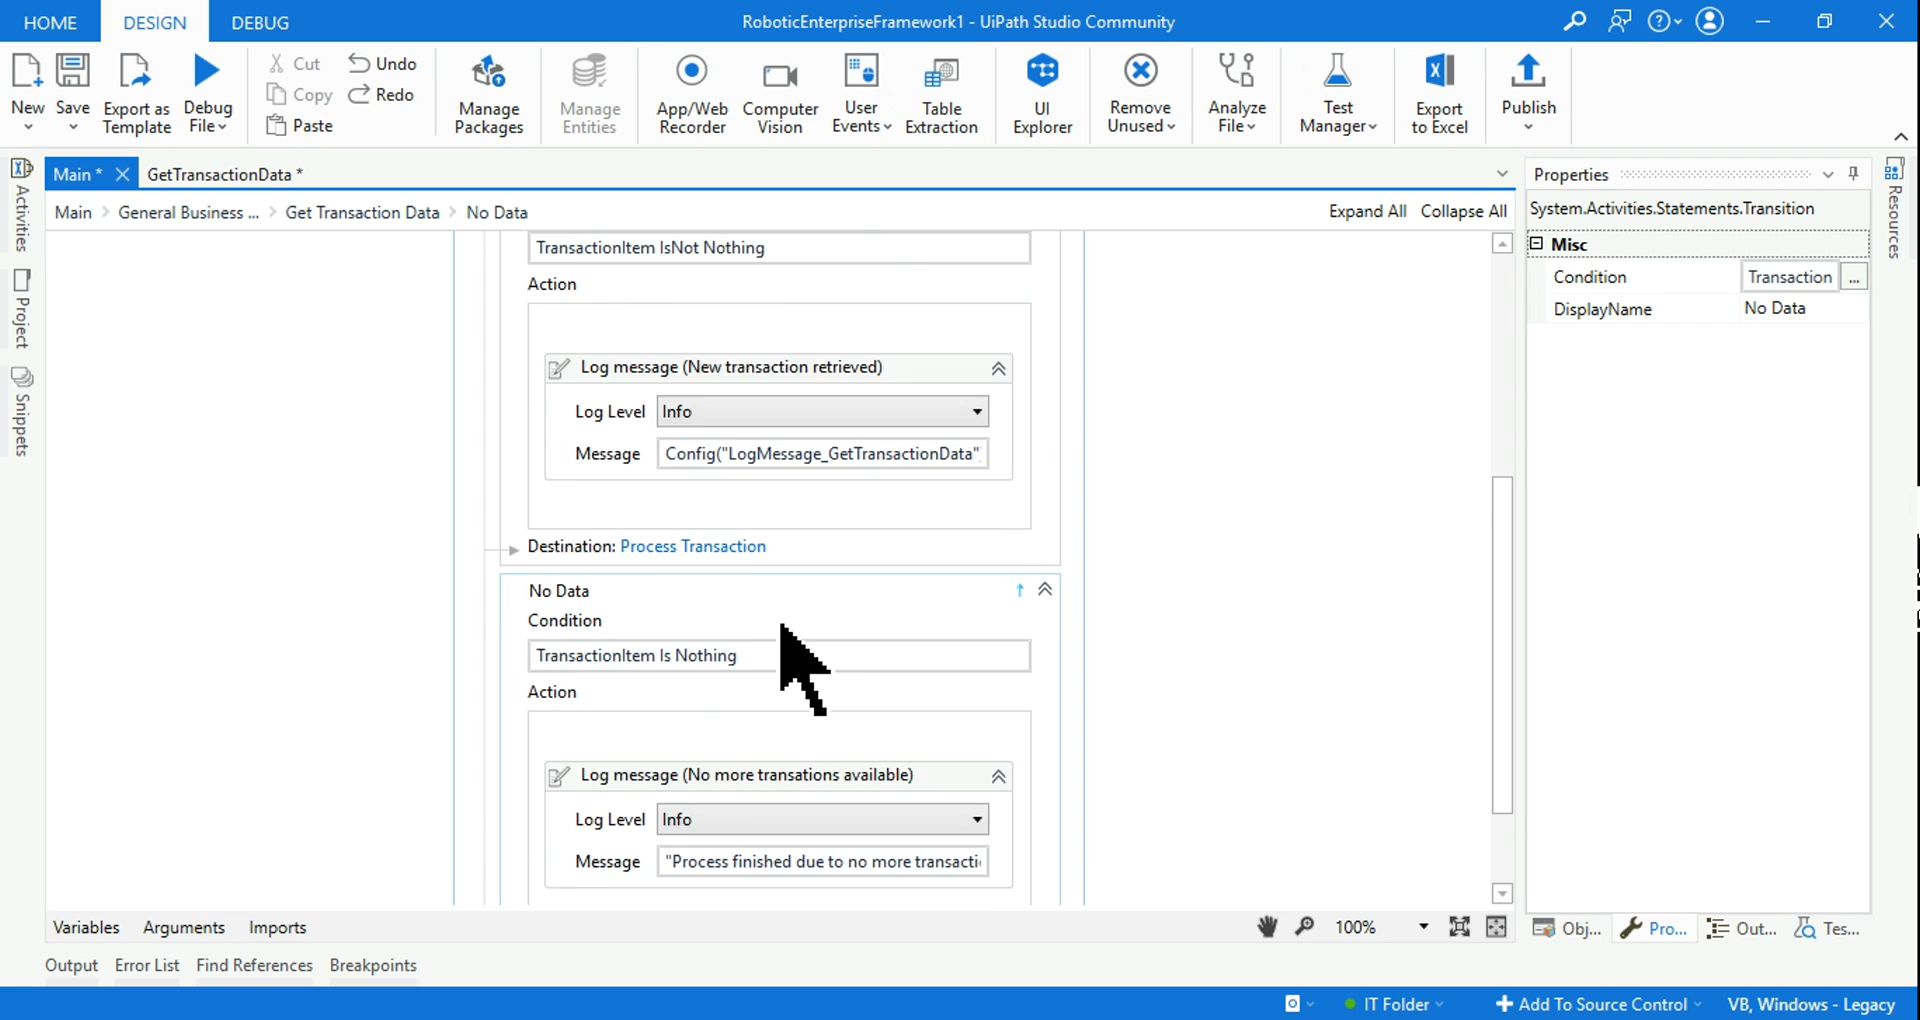 HOME DESIGN DEBUG
RoboticEnterpriseFramework1 - UiPath Studio Community
New
Save
Export as
Template
Debug
File
Cut
Copy
Paste
Undo
Redo
Manage
Packages
Manage
Entities
App/Web
Recorder
Computer
Vision
User
Events
Table
Extraction
UI
Explorer
Remove
Unused
Analyze
File
Test
Manager
Export
to Excel
Publish
Activities
Project
Snippets
Main * GetTransactionData *
Main General Business ... Get Transaction Data No Data
Expand All Collapse All
TransactionItem IsNot Nothing
Action
Log message (New transaction retrieved)
Log Level Info
Message Config("LogMessage_GetTransactionData"
Destination: Process Transaction
No Data
Condition
TransactionItem Is Nothing
Action
Log message (No more transations available)
Log Level Info
Message "Process finished due to no more transacti
Properties
System.Activities.Statements.Transition
Misc
Condition Transaction ...
DisplayName No Data
Resources
Variables Arguments Imports
100%
Obj... Pro... Out... Tes...
Output Error List Find References Breakpoints
IT Folder Add To Source Control VB, Windows - Legacy